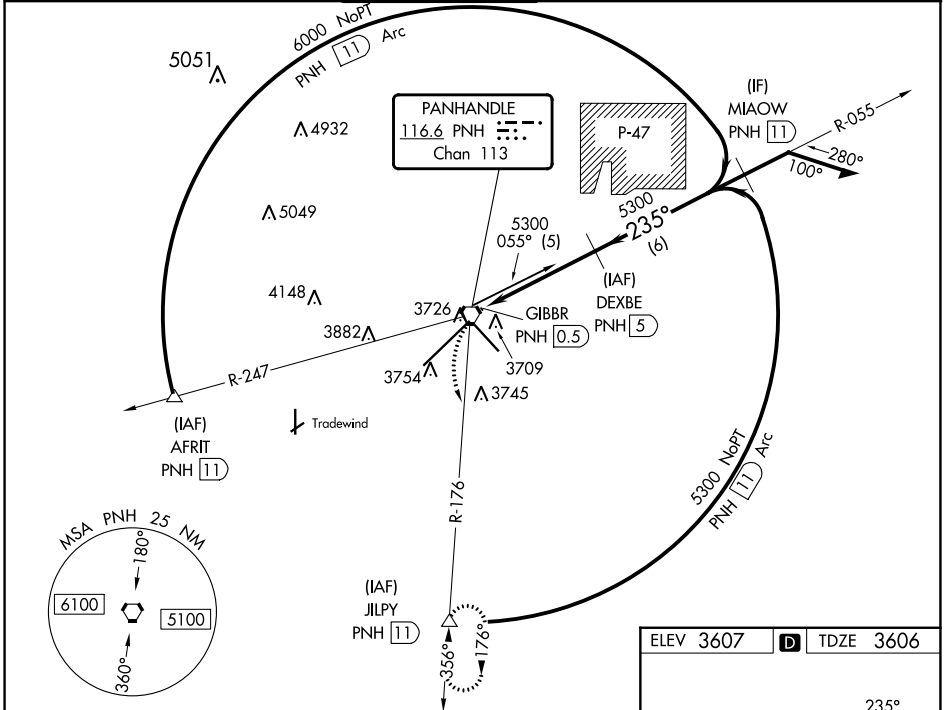 6000 NoPT
PNH 11 Arc
5051
4932
5049
4148
3882
3726
3754
3709
3745
PANHANDLE
116.6 PNH
Chan 113
P-47
(IF)
MIAOW
PNH 11
R-055
280°
100°
5300
235°
(6)
5300
055° (5)
(IAF)
DEXBE
PNH 5
GIBBR
PNH 0.5
R-247
(IAF)
AFRIT
PNH 11
Tradewind
R-176
5300 NoPT
PNH 11 Arc
MSA PNH 25 NM
180°
6100
5100
360°
(IAF)
JILPY
PNH 11
356°
176°
ELEV 3607 D TDZE 3606
235°